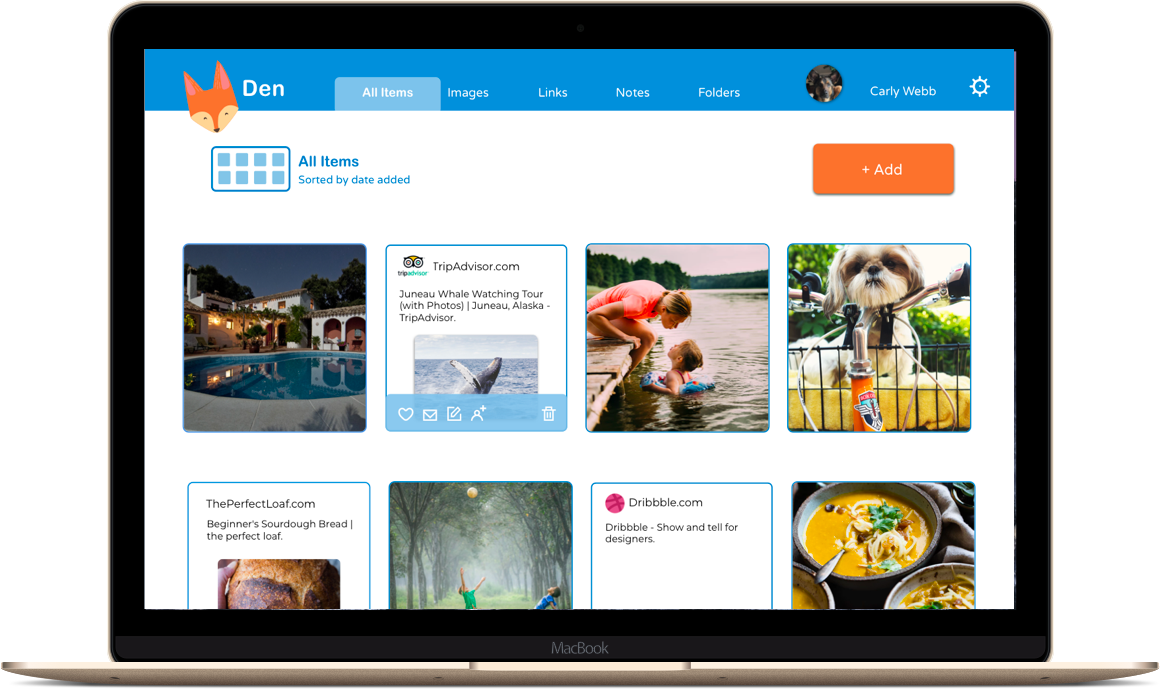 Den
All Items
Images
Links
Notes
Folders
Carly Webb
All Items
Sorted by date added
+ Add
tripadvisor
TripAdvisor.com
Juneau Whale Watching Tour
(with Photos) | Juneau, Alaska -
TripAdvisor.
ThePerfectLoaf.com
Beginner's Sourdough Bread |
the perfect loaf.
Dribbble.com
Dribbble - Show and tell for
designers.
MacBook